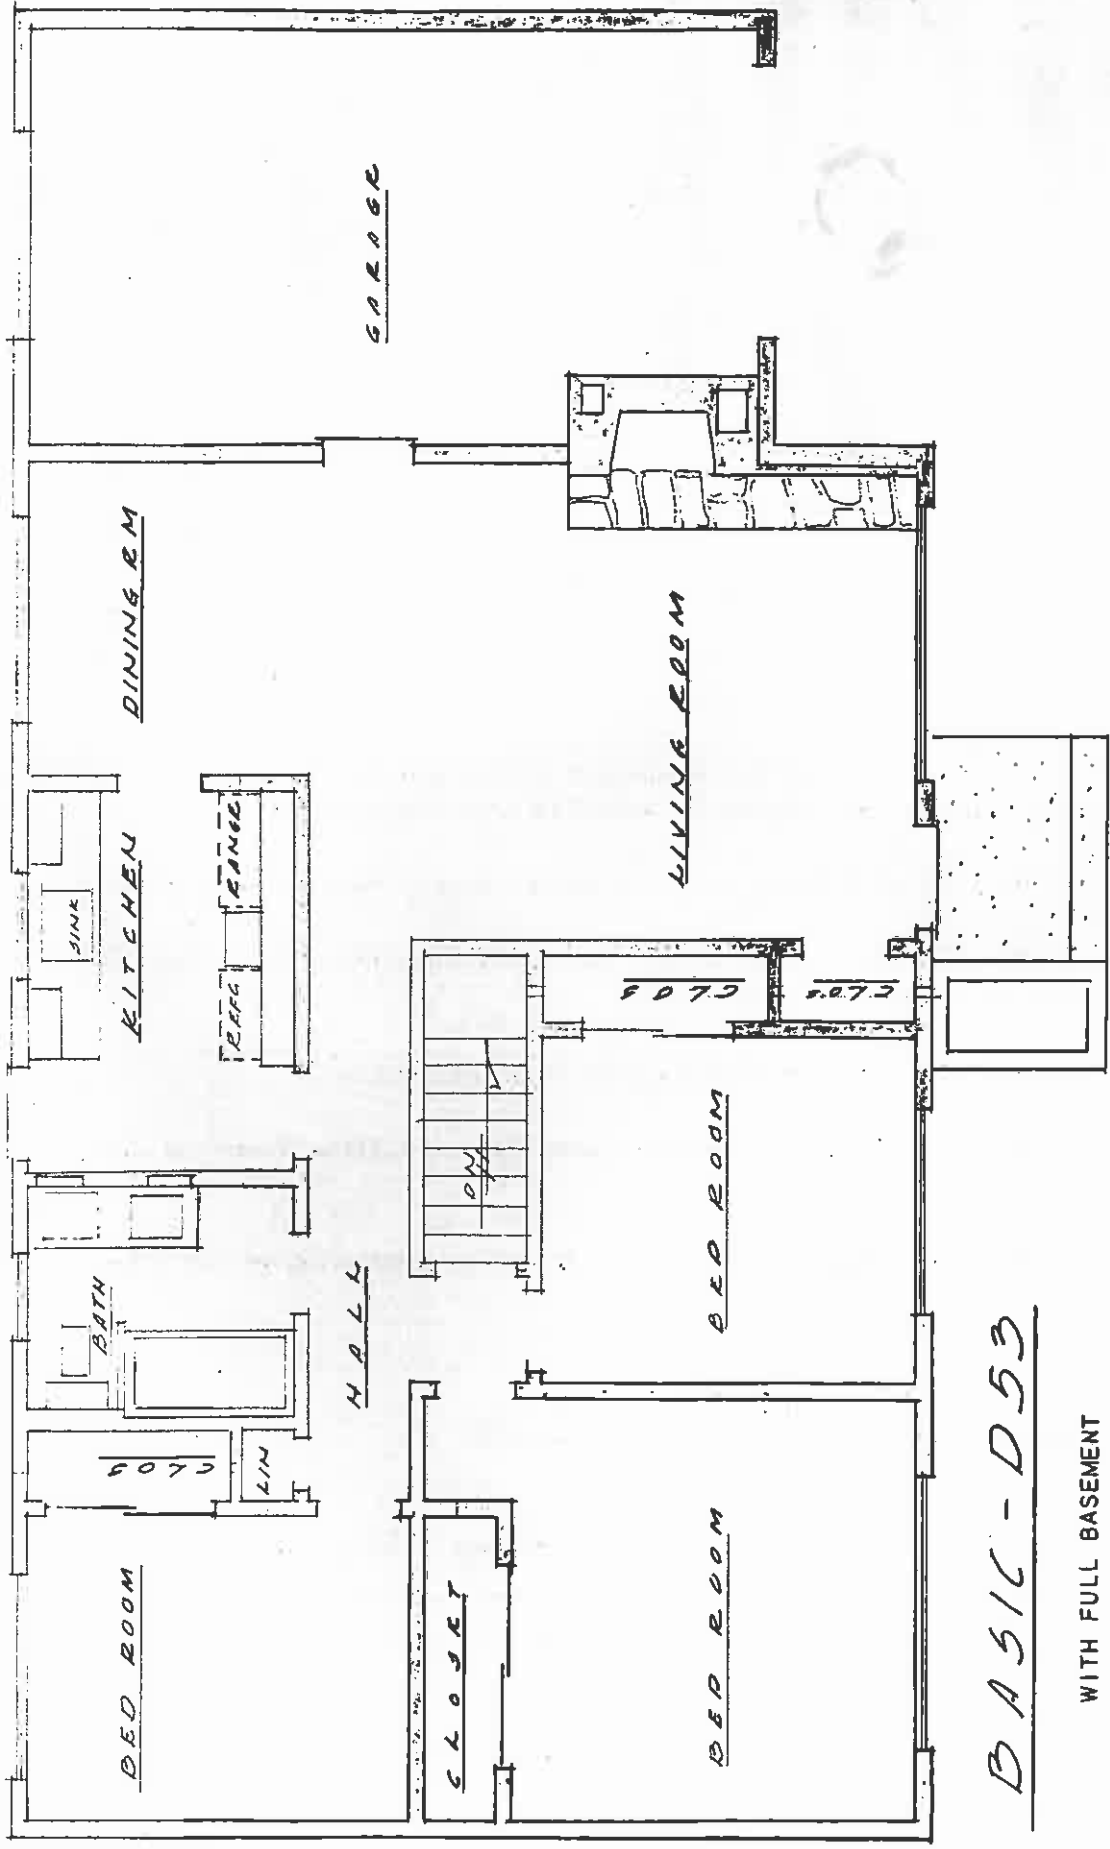 BED ROOM
CLOS
LIN
BATH
KITCHEN
SINK
REFG
RANGE
DINING RM
GARAGE
HALL
CLOSET
DN
BED ROOM
BED ROOM
CLOS
CLOS
LIVING ROOM
BASIC - D53
WITH FULL BASEMENT